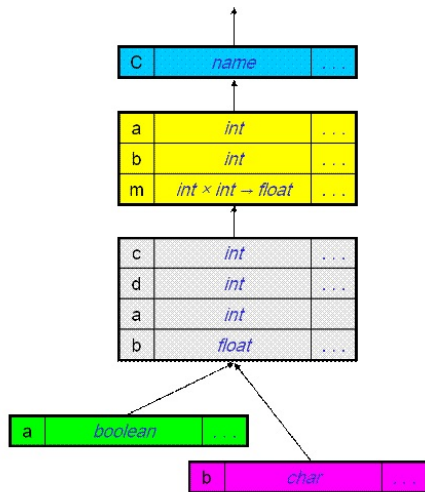 C name ...
a int ...
b int ...
m int × int → float ...
c int ...
d int ...
a int
b float ...
a boolean ...
b char ...